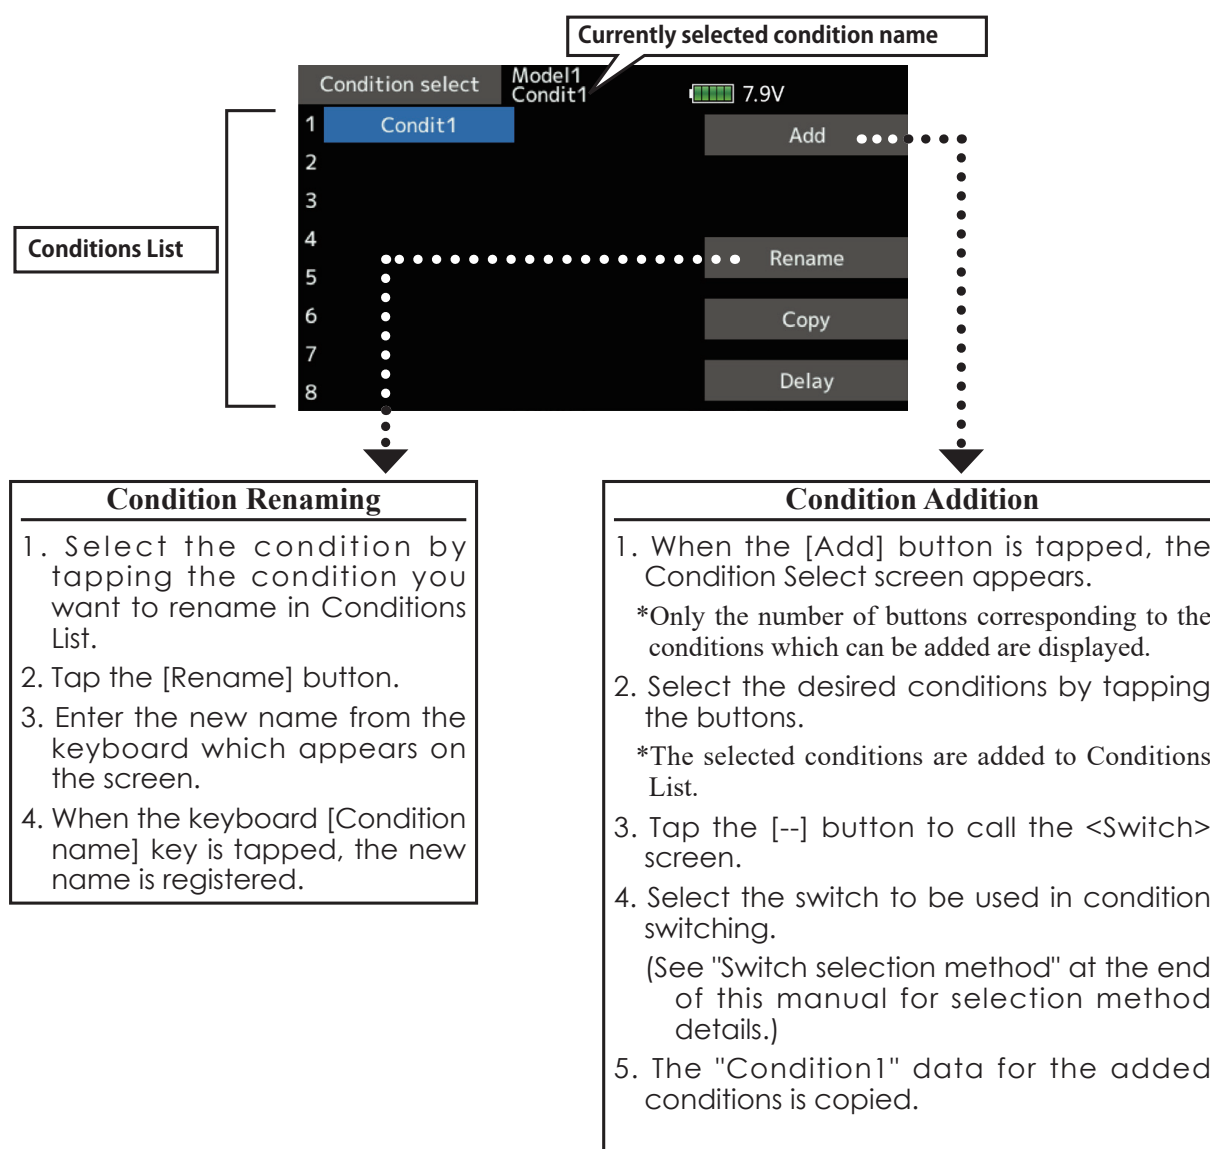 Currently selected condition name
Condition select
Model1
Condit1
7.9V
1 Condit1
2
3
4
5
6
7
8
Add
Rename
Copy
Delay
Conditions List
Condition Renaming
1. Select the condition by
tapping the condition you
want to rename in Conditions
List.
2. Tap the [Rename] button.
3. Enter the new name from the
keyboard which appears on
the screen.
4. When the keyboard [Condition
name] key is tapped, the new
name is registered.
Condition Addition
1. When the [Add] button is tapped, the
Condition Select screen appears.
*Only the number of buttons corresponding to the
conditions which can be added are displayed.
2. Select the desired conditions by tapping
the buttons.
*The selected conditions are added to Conditions
List.
3. Tap the [--] button to call the <Switch>
screen.
4. Select the switch to be used in condition
switching.
(See "Switch selection method" at the end
of this manual for selection method
details.)
5. The "Condition1" data for the added
conditions is copied.